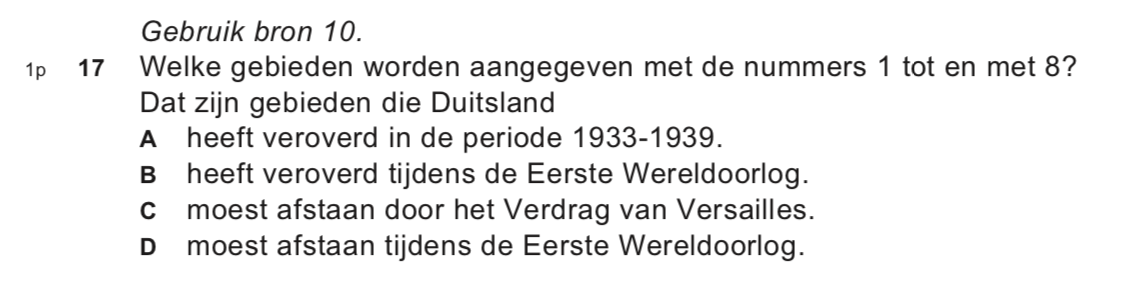 Gebruik bron 10.
1p 17 Welke gebieden worden aangegeven met de nummers 1 tot en met 8?
Dat zijn gebieden die Duitsland
A heeft veroverd in de periode 1933-1939.
B heeft veroverd tijdens de Eerste Wereldoorlog.
C moest afstaan door het Verdrag van Versailles.
D moest afstaan tijdens de Eerste Wereldoorlog.